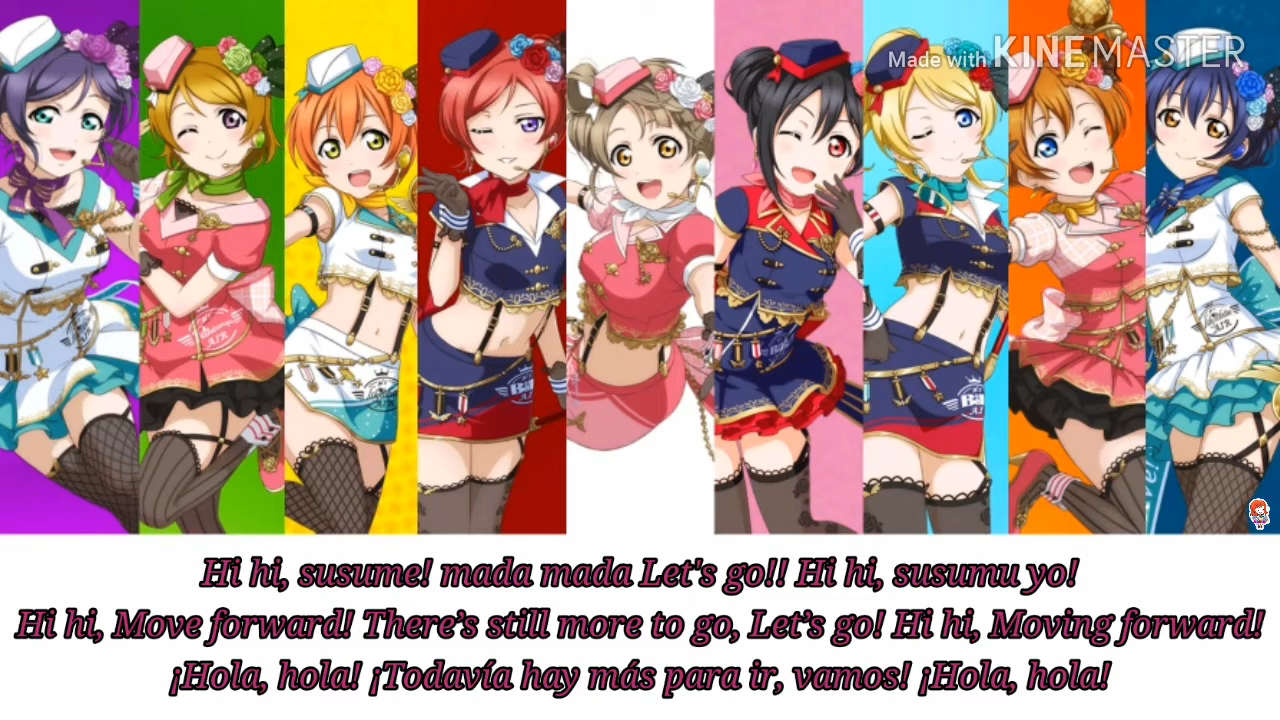 Made with KINEMASTER
Hi hi, susume! mada mada Let's go!! Hi hi, susumu yo!
Hi hi, Move forward! There’s still more to go, Let’s go! Hi hi, Moving forward!
¡Hola, hola! ¡Todavía hay más para ir, vamos! ¡Hola, hola!